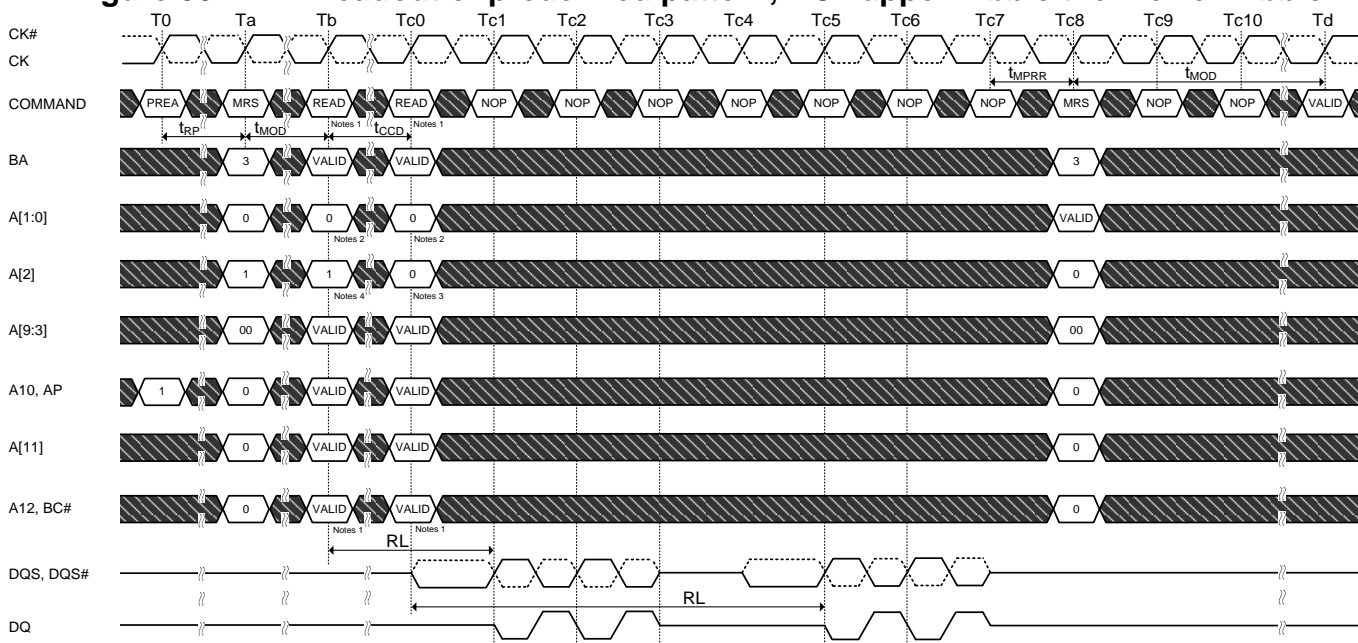 T0 Ta Tb Tc0 Tc1 Tc2 Tc3 Tc4 Tc5 Tc6 Tc7 Tc8 Tc9 Tc10 Td
CK#
CK
tMPRR tMOD
COMMAND PREA MRS READ READ NOP NOP NOP NOP NOP NOP NOP MRS NOP NOP VALID
Notes 1 Notes 1
tRP tMOD tCCD
BA 3 VALID VALID 3
A[1:0] 0 0 0 VALID
Notes 2 Notes 2
A[2] 1 1 0 0
Notes 4 Notes 3
A[9:3] 00 VALID VALID 00
A10, AP 1 0 VALID VALID 0
A[11] 0 VALID VALID 0
A12, BC# 0 VALID VALID 0
Notes 1 Notes 1
RL
DQS, DQS#
RL
DQ